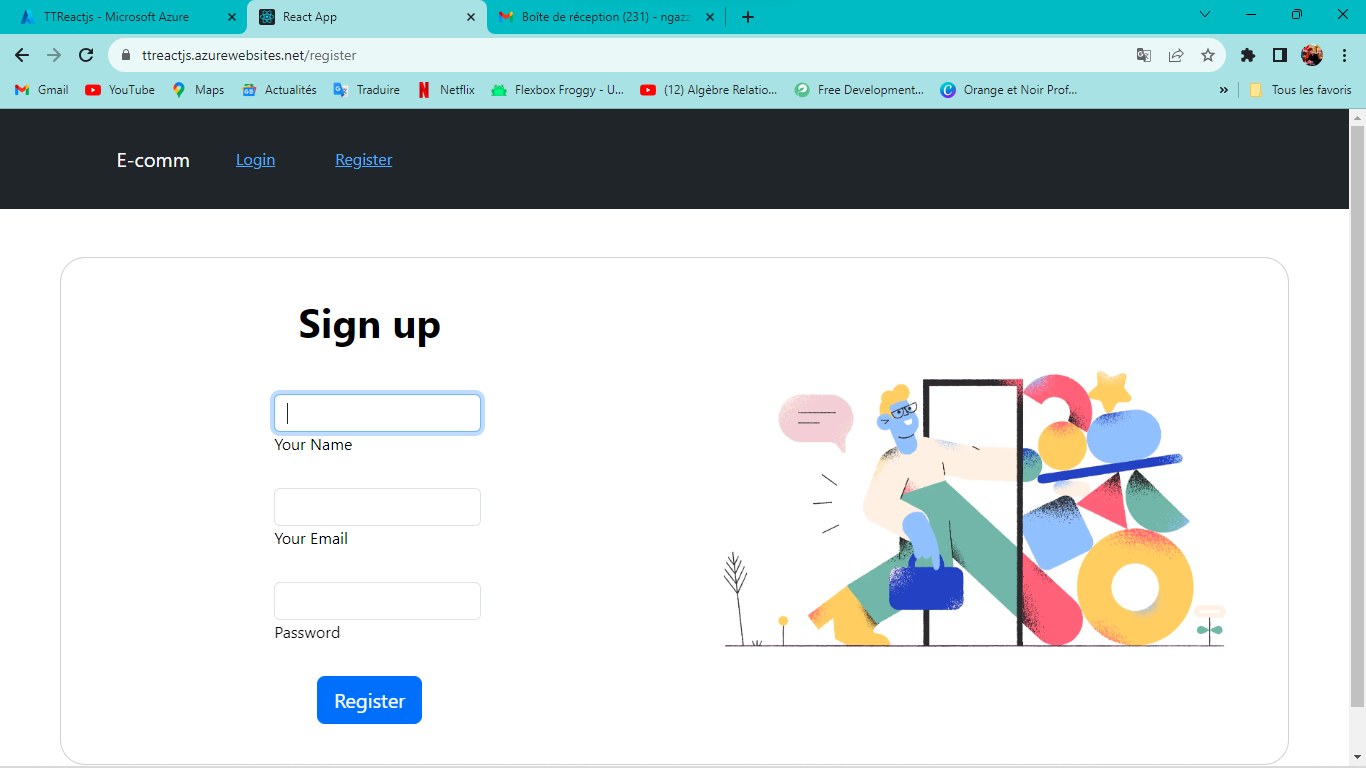 TTReactjs - Microsoft Azure
React App
Boîte de réception (231) - ngaz
ttreactjs.azurewebsites.net/register
Gmail YouTube Maps Actualités Traduire Netflix Flexbox Froggy - U... (12) Algèbre Relatio... Free Development... Orange et Noir Prof... » Tous les favoris
E-comm Login Register
Sign up
Your Name
Your Email
Password
Register